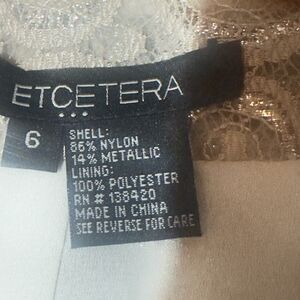 ETCETERA
6
SHELL:
86% NYLON
14% METALLIC
LINING:
100% POLYESTER
RN # 138420
MADE IN CHINA
SEE REVERSE FOR CARE